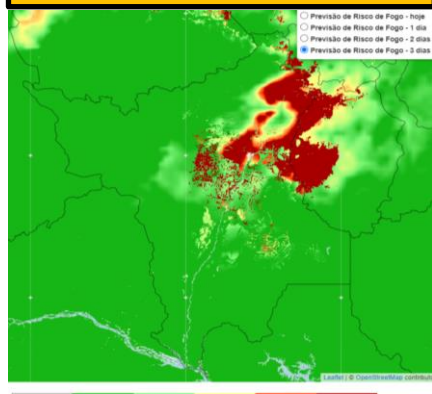 Previsão de Risco de Fogo - hoje
Previsão de Risco de Fogo - 1 dia
Previsão de Risco de Fogo - 2 dias
Previsão de Risco de Fogo - 3 dias
Leaflet | © OpenStreetMap contribut